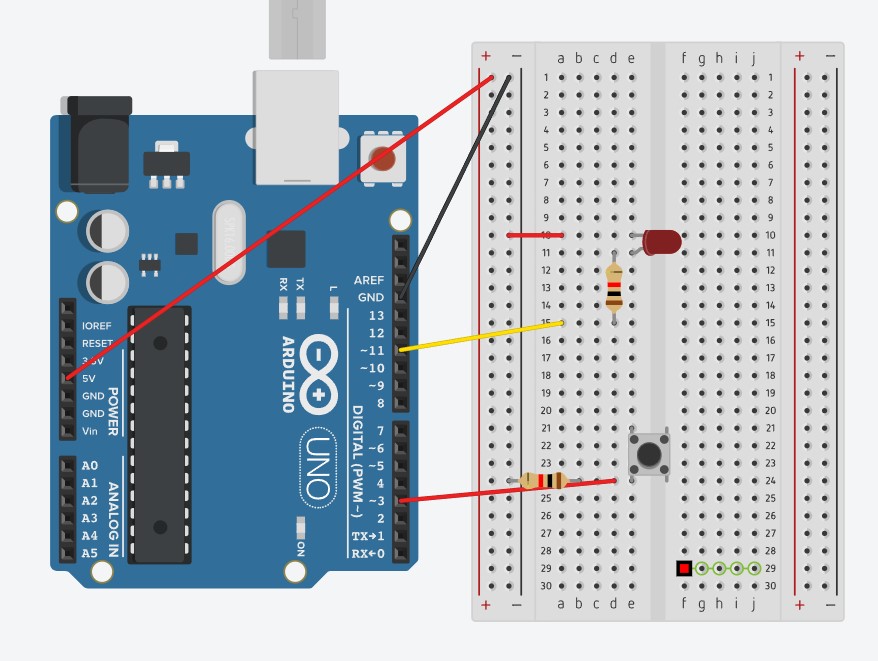 + − a b c d e f g h i j + −
1 1
2 2
3 3
4 4
5 5
6 6
7 7
8 8
9 9
10 10
11 11
12 12
13 13
14 14
15 15
16 16
17 17
18 18
19 19
20 20
21 21
22 22
23 23
24 24
25 25
26 26
27 27
28 28
29 29
30 30
+ − a b c d e f g h i j + −
AREF
GND
13
12
~11
~10
~9
8
7
~6
~5
4
~3
2
TX→1
RX←0
DIGITAL (PWM~)
RX
TX
L
ARDUINO
UNO
ON
IOREF
RESET
3.3V
5V
GND
GND
Vin
POWER
A0
A1
A2
A3
A4
A5
ANALOG IN